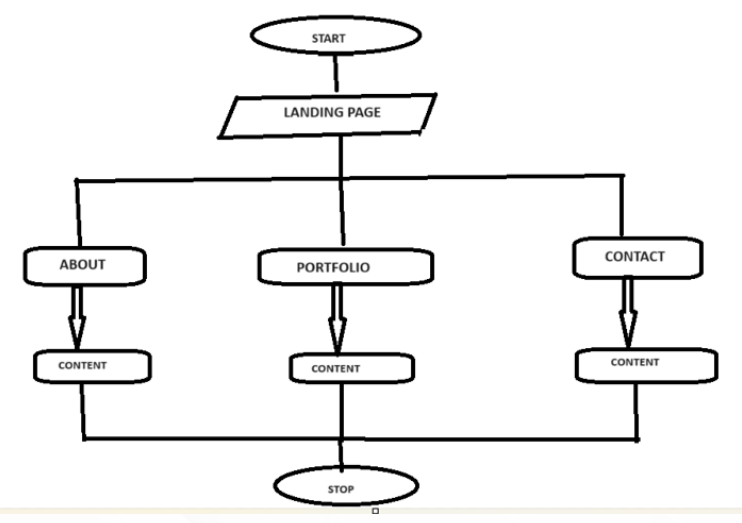 START
LANDING PAGE
ABOUT
PORTFOLIO
CONTACT
CONTENT
CONTENT
CONTENT
STOP